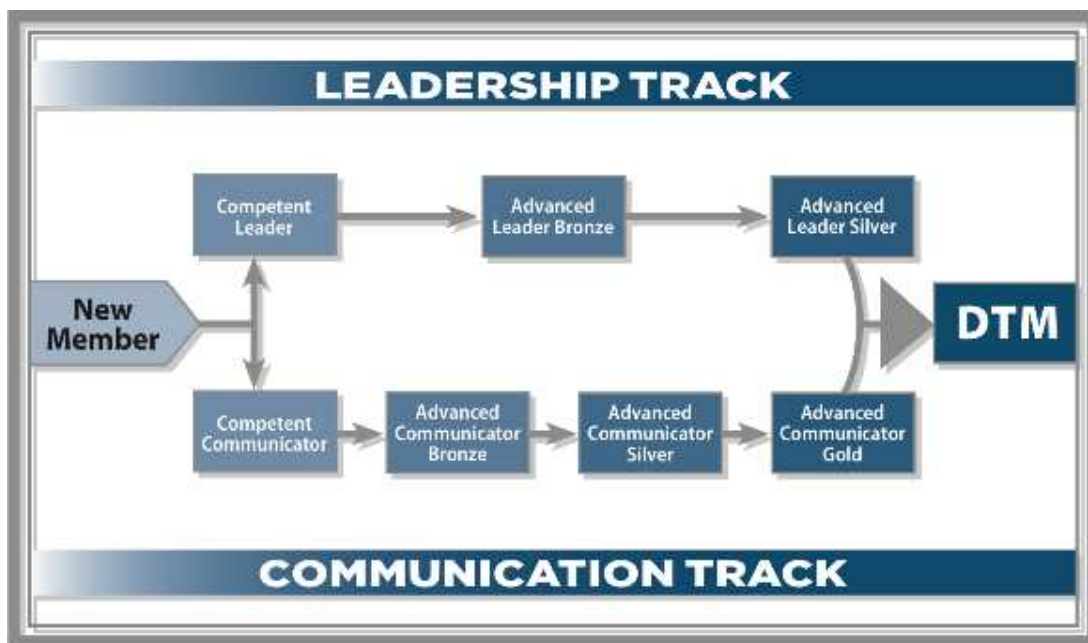 LEADERSHIP TRACK
Competent
Leader
Advanced
Leader Bronze
Advanced
Leader Silver
New
Member
DTM
Competent
Communicator
Advanced
Communicator
Bronze
Advanced
Communicator
Silver
Advanced
Communicator
Gold
COMMUNICATION TRACK